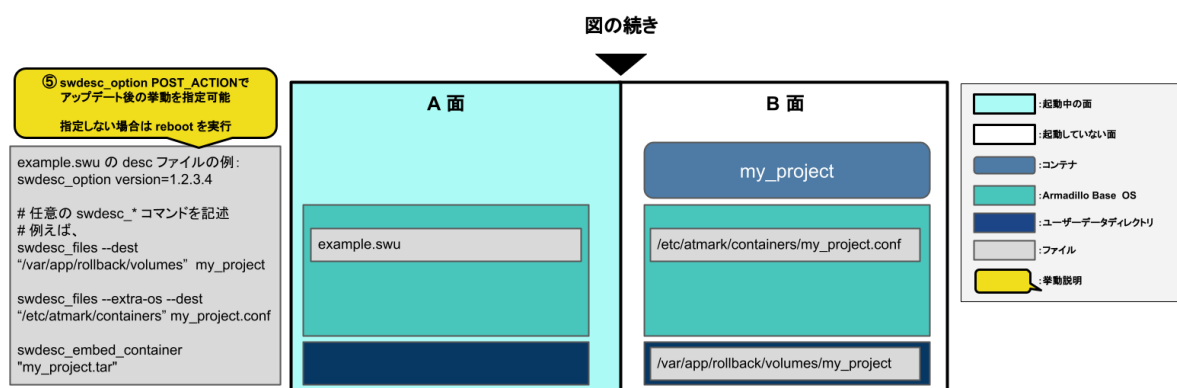 図の続き
⑤ swdesc_option POST_ACTIONで
アップデート後の挙動を指定可能
指定しない場合は reboot を実行
example.swu の desc ファイルの例:
swdesc_option version=1.2.3.4
# 任意の swdesc_* コマンドを記述
# 例えば、
swdesc_files --dest
“/var/app/rollback/volumes” my_project
swdesc_files --extra-os --dest
“/etc/atmark/containers” my_project.conf
swdesc_embed_container
"my_project.tar"
A 面
example.swu
B 面
my_project
/etc/atmark/containers/my_project.conf
/var/app/rollback/volumes/my_project
:起動中の面
:起動していない面
:コンテナ
:Armadillo Base OS
:ユーザーデータディレクトリ
:ファイル
:挙動説明